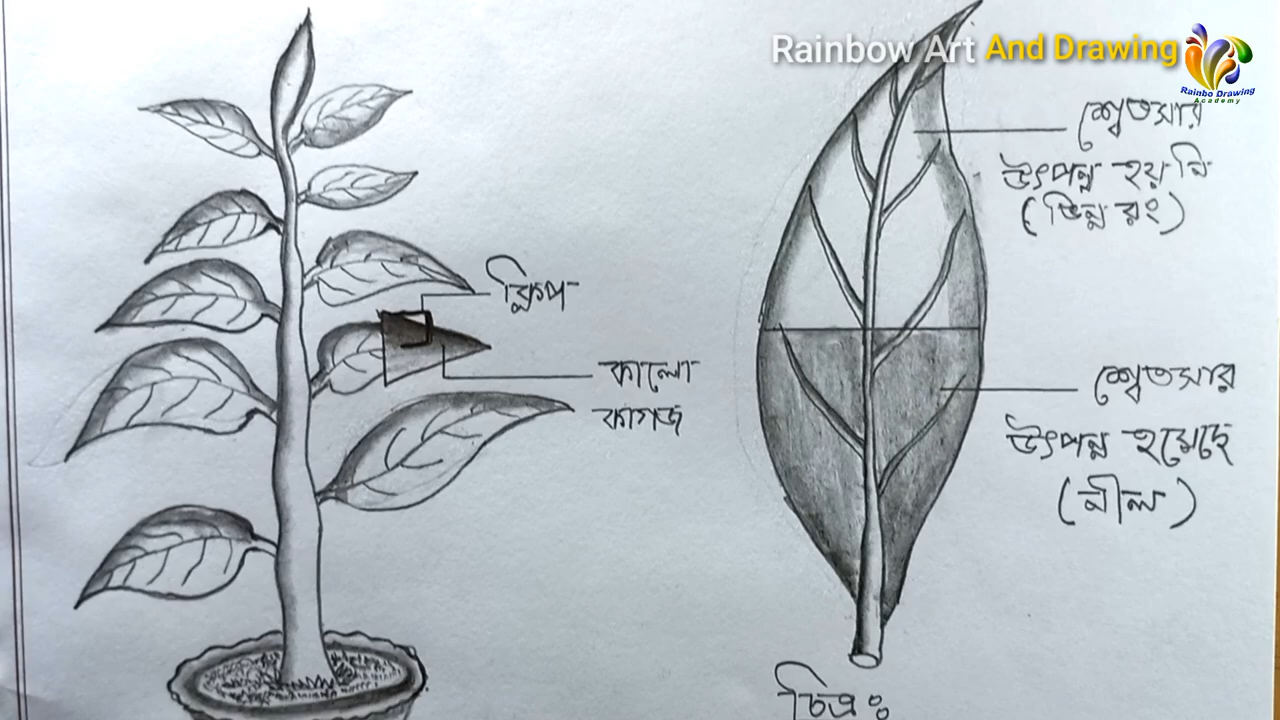 Rainbow Art And Drawing
Rainbo Drawing
Academy
শ্বেতসার
উৎপন্ন হয় নি
(ভিন্ন রং)
ক্লিপ
কালো
কাগজ
শ্বেতসার
উৎপন্ন হয়েছে
(নীল)
চিত্রঃ